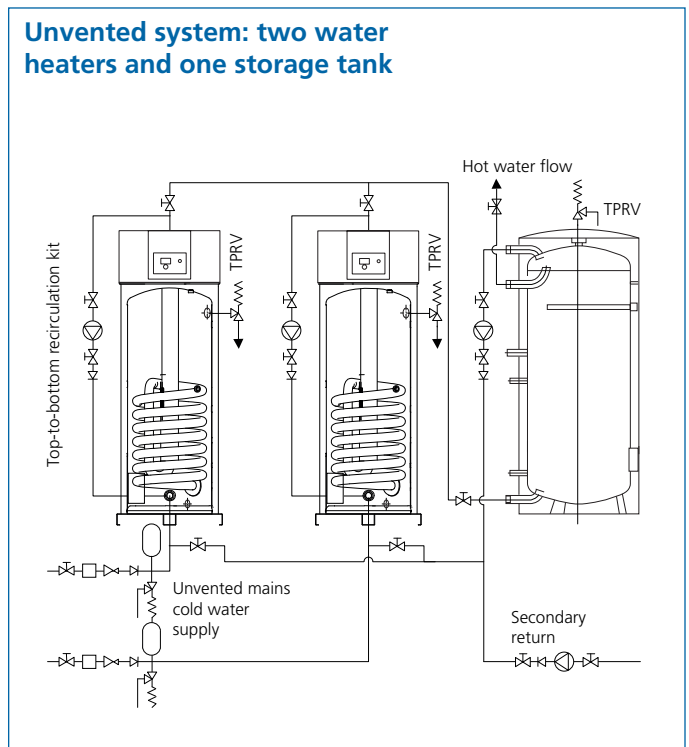 Unvented system: two water
heaters and one storage tank
Hot water flow
TPRV
TPRV
TPRV
Top-to-bottom recirculation kit
Unvented mains
cold water
supply
Secondary
return